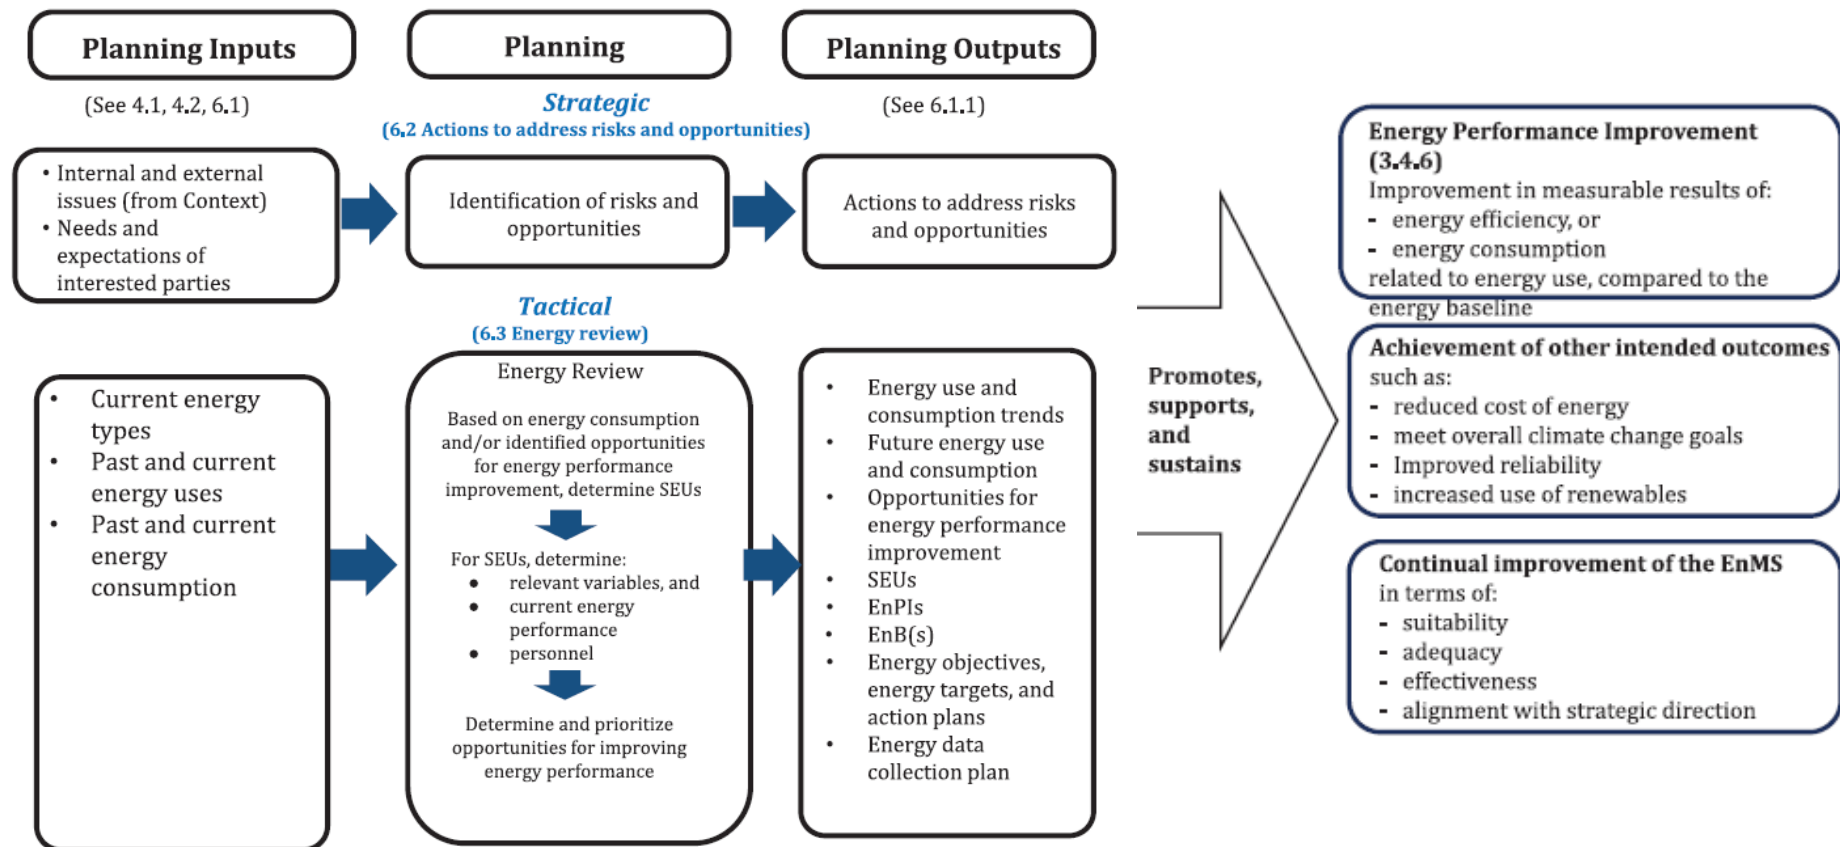 Planning Inputs
(See 4.1, 4.2, 6.1)
• Internal and external
issues (from Context)
• Needs and
expectations of
interested parties
Planning
Strategic
(6.2 Actions to address risks and opportunities)
Identification of risks and
opportunities
Planning Outputs
(See 6.1.1)
Actions to address risks
and opportunities
• Current energy
types
• Past and current
energy uses
• Past and current
energy
consumption
Tactical
(6.3 Energy review)
Energy Review
Based on energy consumption
and/or identified opportunities
for energy performance
improvement, determine SEUs
For SEUs, determine:
● relevant variables, and
● current energy
performance
● personnel
Determine and prioritize
opportunities for improving
energy performance
• Energy use and
consumption trends
• Future energy use
and consumption
• Opportunities for
energy performance
improvement
• SEUs
• EnPIs
• EnB(s)
• Energy objectives,
energy targets, and
action plans
• Energy data
collection plan
Promotes,
supports,
and
sustains
Energy Performance Improvement
(3.4.6)
Improvement in measurable results of:
- energy efficiency, or
- energy consumption
related to energy use, compared to the
energy baseline
Achievement of other intended outcomes
such as:
- reduced cost of energy
- meet overall climate change goals
- Improved reliability
- increased use of renewables
Continual improvement of the EnMS
in terms of:
- suitability
- adequacy
- effectiveness
- alignment with strategic direction